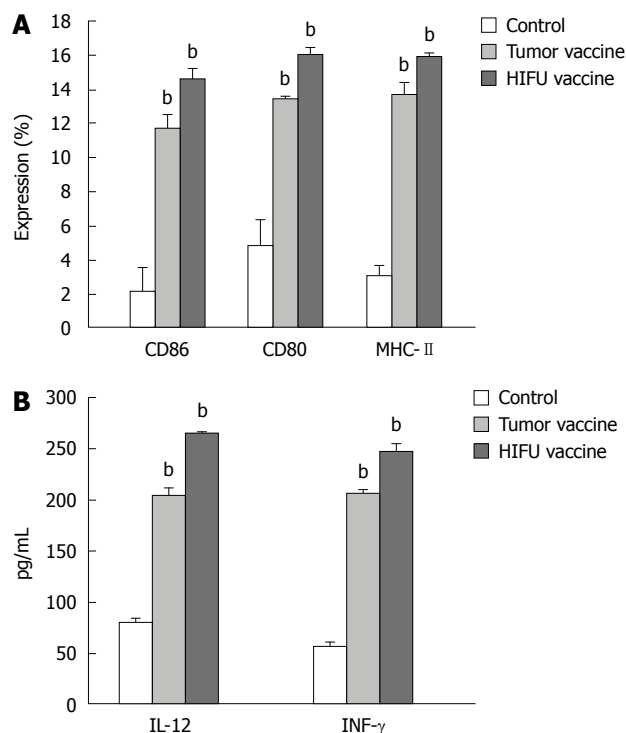 A
18
16
14
12
10
8
6
4
2
0
Expression (%)
b
b
b
b
b
b
CD86
CD80
MHC-Ⅱ
Control
Tumor vaccine
HIFU vaccine
B
300
250
200
150
100
50
0
pg/mL
b
b
b
b
IL-12
INF-γ
Control
Tumor vaccine
HIFU vaccine